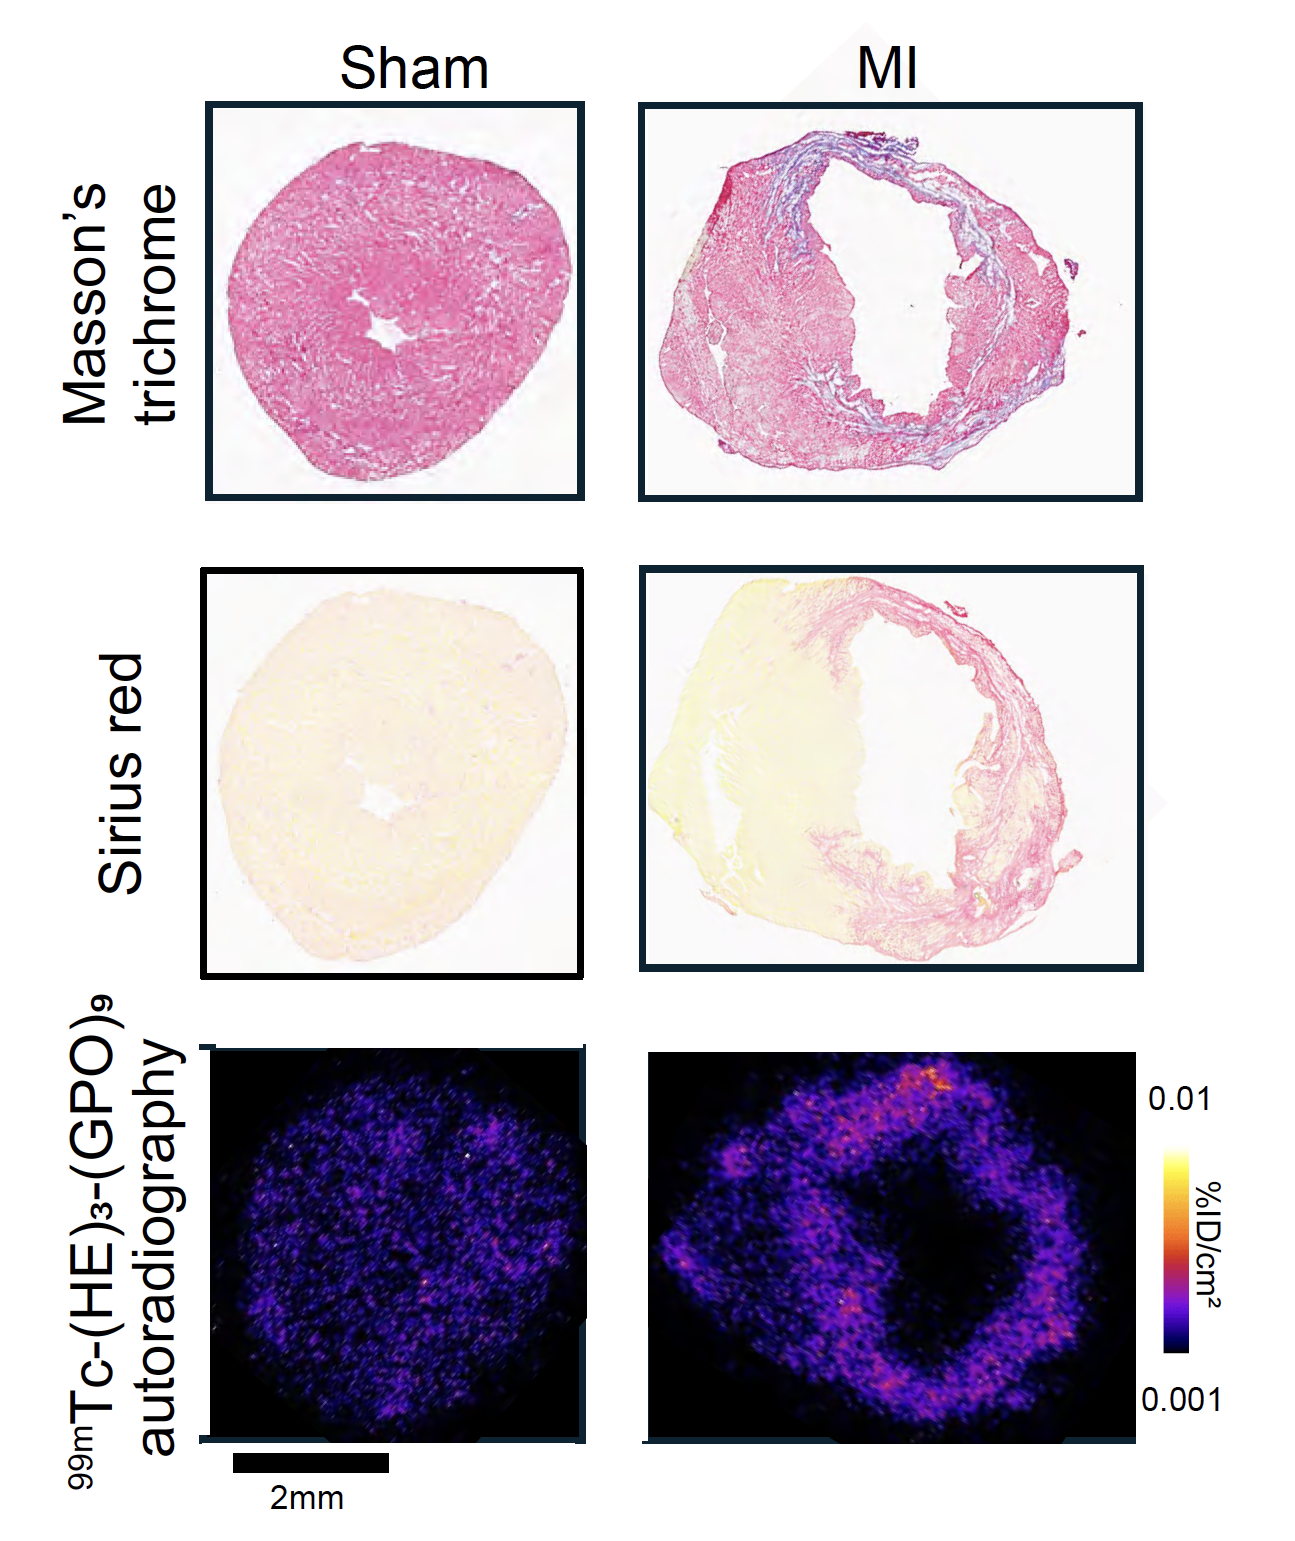 Sham
MI
Masson's
trichrome
Sirius red
⁹⁹ᵐTc-(HE)₃-(GPO)₉
autoradiography
0.01
%ID/cm²
0.001
2mm